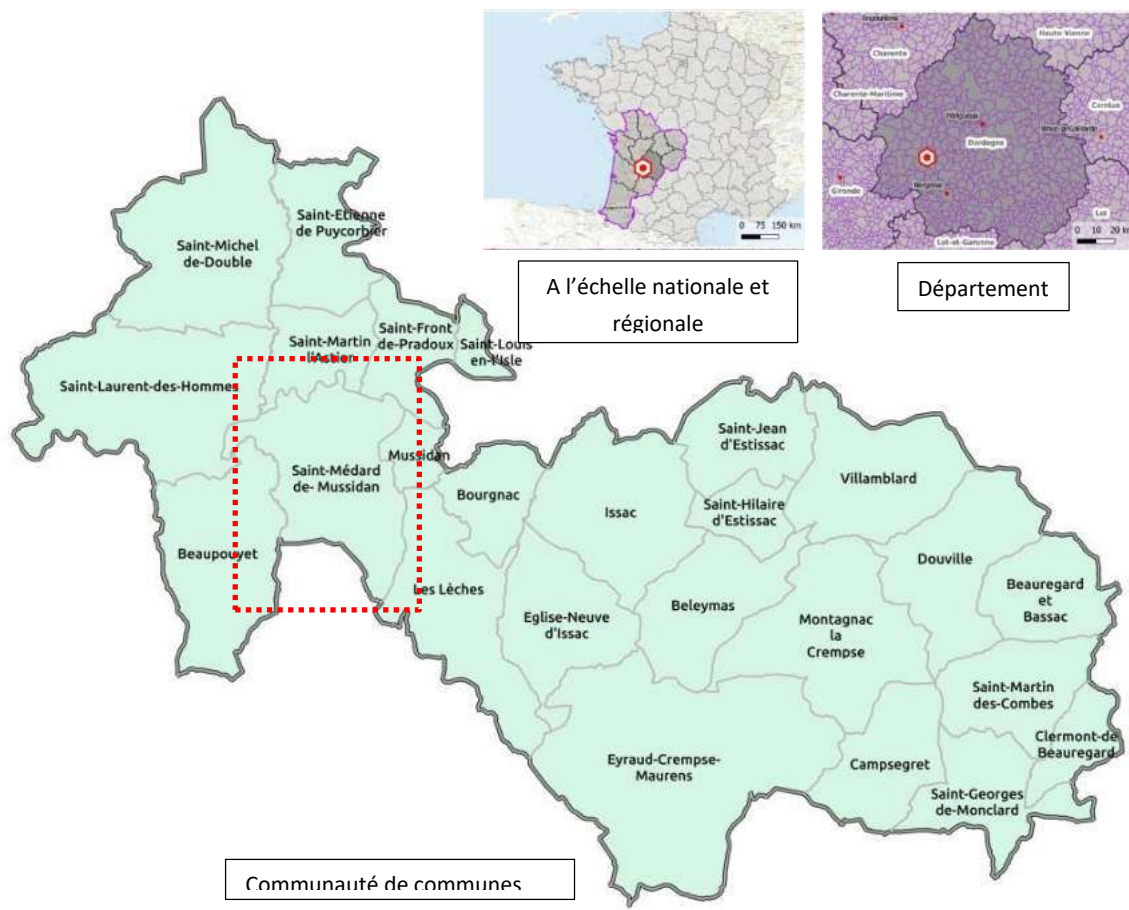 Angoulême
Haute-Vienne
Charente
Charente-Maritime
Corrèze
Périgueux
Brive-la-Gaillarde
Dordogne
Gironde
Bergerac
Lot
Lot-et-Garonne
0 75 150 km
0 10 20 k
A l’échelle nationale et
régionale
Département
Saint-Etienne
de Puycorbier
Saint-Michel
de-Double
Saint-Martin
l'Astier
Saint-Front
de-Pradoux
Saint-Louis
en-l'Isle
Saint-Laurent-des-Hommes
Saint-Médard
de- Mussidan
Mussidan
Bourgnac
Issac
Saint-Jean
d'Estissac
Saint-Hilaire
d'Estissac
Villamblard
Beaupouyet
Les Lèches
Eglise-Neuve
d'Issac
Beleymas
Montagnac
la
Crempse
Douville
Beauregard
et
Bassac
Saint-Martin
des-Combes
Clermont-de
Beauregard
Eyraud-Crempse-
Maurens
Campsegret
Saint-Georges
de-Monclard
Communauté de communes